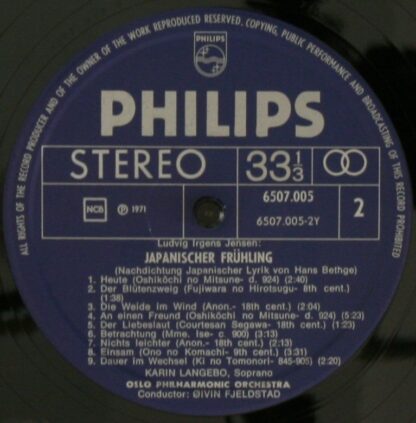 ALL RIGHTS OF THE RECORD PRODUCER AND OF THE OWNER OF THE WORK REPRODUCED RESERVED, COPYING, PUBLIC PERFORMANCE AND BROADCASTING OF THIS RECORD PROHIBITED
PHILIPS
PHILIPS
STEREO 33 1/3
NCB ℗ 1971 6507.005 2
6507.005-2Y
Ludvig Irgens Jensen:
JAPANISCHER FRÜHLING
(Nachdichtung Japanischer Lyrik von Hans Bethge)
1. Heute (Oshikôchi no Mitsune- d. 924) (2:40)
2. Der Blütenzweig (Fujiwara no Hirotsugu- 8th cent.)
(1:38)
3. Die Weide im Wind (Anon.- 18th cent.) (2:04)
4. An einen Freund (Oshikôchi no Mitsune- d. 924) (5:23)
5. Der Liebeslauf (Courtesan Segawa- 18th cent.) (1:23)
6. Betrachtung (Mme. Ise- c. 900) (3:13)
7. Nichts leichter (Anon.- 18th cent.) (2:13)
8. Einsam (Ono no Komachi- 9th cent.) (3:31)
9. Dauer im Wechsel (Ki no Tomonori- 845-905) (2:20)
KARIN LANGEBO, Soprano
OSLO PHILHARMONIC ORCHESTRA
Conductor: ØIVIN FJELDSTAD